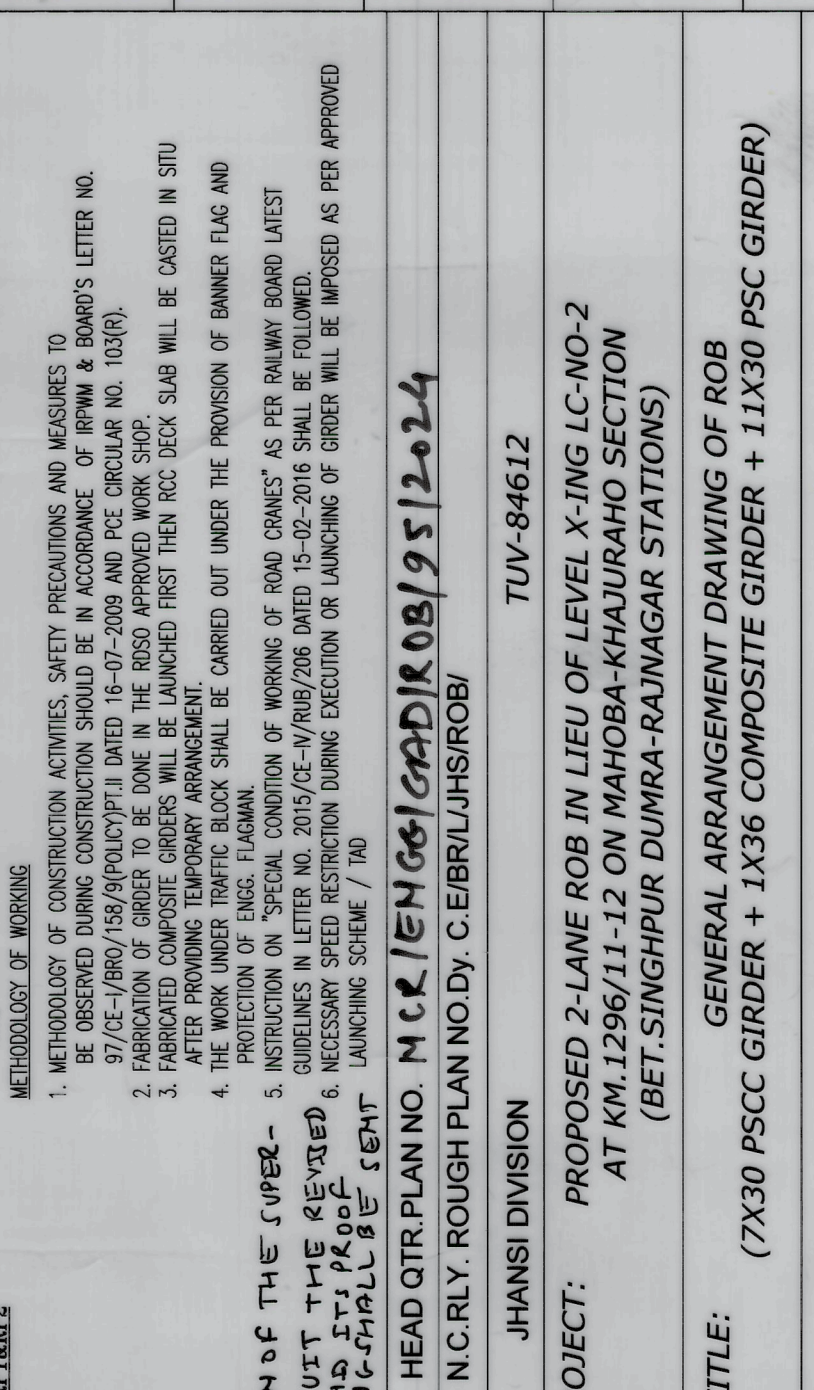 METHODOLOGY OF WORKING
1. METHODOLOGY OF CONSTRUCTION ACTIVITIES, SAFETY PRECAUTIONS AND MEASURES TO
BE OBSERVED DURING CONSTRUCTION SHOULD BE IN ACCORDANCE OF IRPWM & BOARD'S LETTER NO.
97/CE-I/BRO/158/9(POLICY)PT.II DATED 16-07-2009 AND PCE CIRCULAR NO. 103(R).
2. FABRICATION OF GIRDER TO BE DONE IN THE RDSO APPROVED WORK SHOP.
3. FABRICATED COMPOSITE GIRDERS WILL BE LAUNCHED FIRST THEN RCC DECK SLAB WILL BE CASTED IN SITU
AFTER PROVIDING TEMPORARY ARRANGEMENT.
4. THE WORK UNDER TRAFFIC BLOCK SHALL BE CARRIED OUT UNDER THE PROVISION OF BANNER FLAG AND
PROTECTION OF ENGG. FLAGMAN.
5. INSTRUCTION ON "SPECIAL CONDITION OF WORKING OF ROAD CRANES" AS PER RAILWAY BOARD LATEST
GUIDELINES IN LETTER NO. 2015/CE-IV/RUB/206 DATED 15-02-2016 SHALL BE FOLLOWED.
6. NECESSARY SPEED RESTRICTION DURING EXECUTION OR LAUNCHING OF GIRDER WILL BE IMPOSED AS PER APPROVED
LAUNCHING SCHEME / TAD
N OF THE SUPER-
UIT THE REVISED
ITS PROOF
SHALL BE SENT
HEAD QTR.PLAN NO. NCR/ENGG/GAD/ROB/95/2024
N.C.RLY. ROUGH PLAN NO.Dy. C.E/BR/L/JHS/ROB/
JHANSI DIVISION TUV-84612
OJECT: PROPOSED 2-LANE ROB IN LIEU OF LEVEL X-ING LC-NO-2
AT KM.1296/11-12 ON MAHOBA-KHAJURAHO SECTION
(BET.SINGHPUR DUMRA-RAJNAGAR STATIONS)
ITLE: GENERAL ARRANGEMENT DRAWING OF ROB
(7X30 PSCC GIRDER + 1X36 COMPOSITE GIRDER + 11X30 PSC GIRDER)